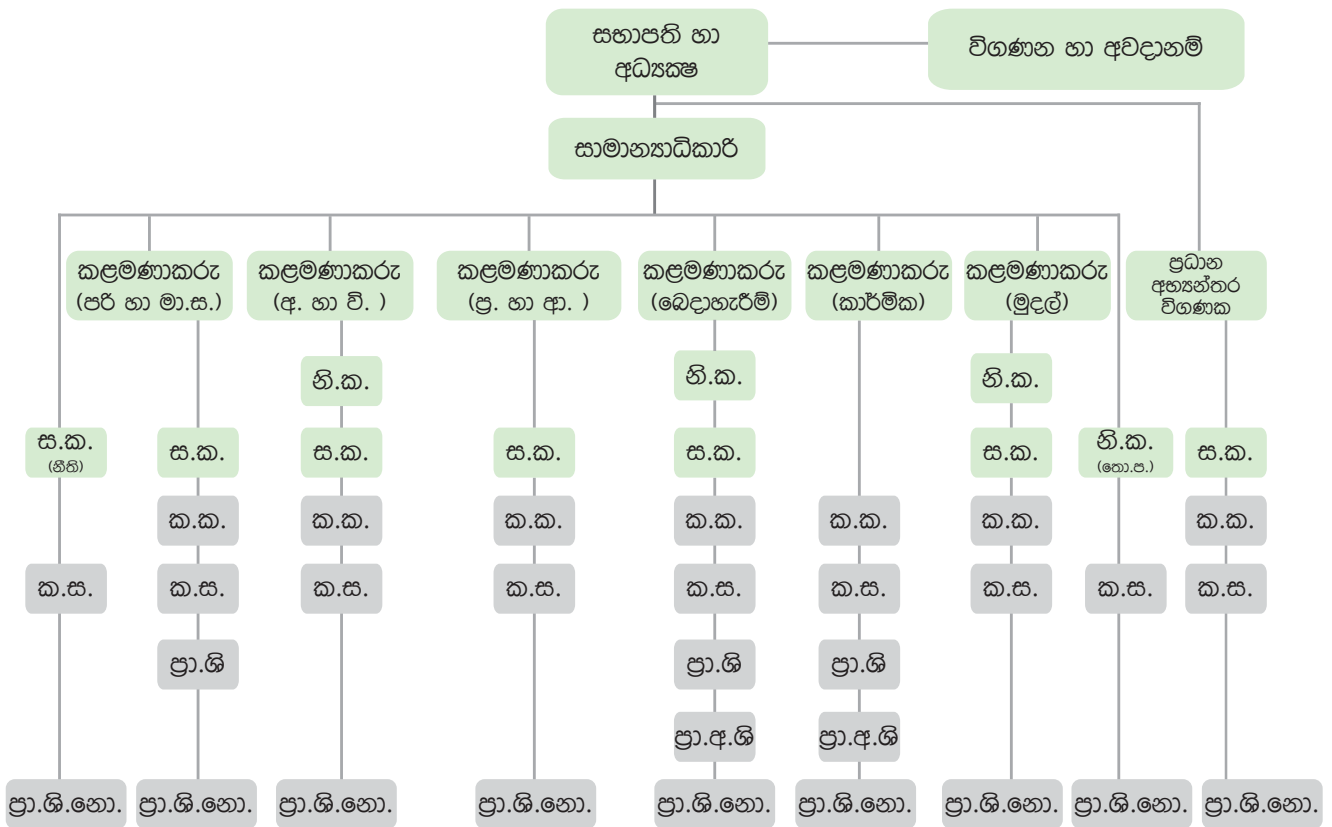 සභාපති හා
අධ්‍යක්ෂ
විගණන හා අවදානම්
සාමාන්‍යාධිකාරි
කළමණාකරු
(පරි හා මා.ස.)
කළමණාකරු
(අ. හා වි. )
කළමණාකරු
(ප්‍ර. හා ආ. )
කළමණාකරු
(බෙදාහැරීම්)
කළමණාකරු
(කාර්මික)
කළමණාකරු
(මුදල්)
ප්‍රධාන
අභ්‍යන්තර
විගණක
නි.ක.
නි.ක.
නි.ක.
ස.ක.
(නීති)
ස.ක.
ස.ක.
ස.ක.
ස.ක.
ස.ක.
නි.ක.
(තො.ප.)
ස.ක.
ක.ක.
ක.ක.
ක.ක.
ක.ක.
ක.ක.
ක.ක.
ක.ක.
ක.ස.
ක.ස.
ක.ස.
ක.ස.
ක.ස.
ක.ස.
ක.ස.
ක.ස.
ක.ස.
ප්‍රා.ශි
ප්‍රා.ශි
ප්‍රා.ශි
ප්‍රා.අ.ශි
ප්‍රා.අ.ශි
ප්‍රා.ශි.නො.
ප්‍රා.ශි.නො.
ප්‍රා.ශි.නො.
ප්‍රා.ශි.නො.
ප්‍රා.ශි.නො.
ප්‍රා.ශි.නො.
ප්‍රා.ශි.නො.
ප්‍රා.ශි.නො.
ප්‍රා.ශි.නො.